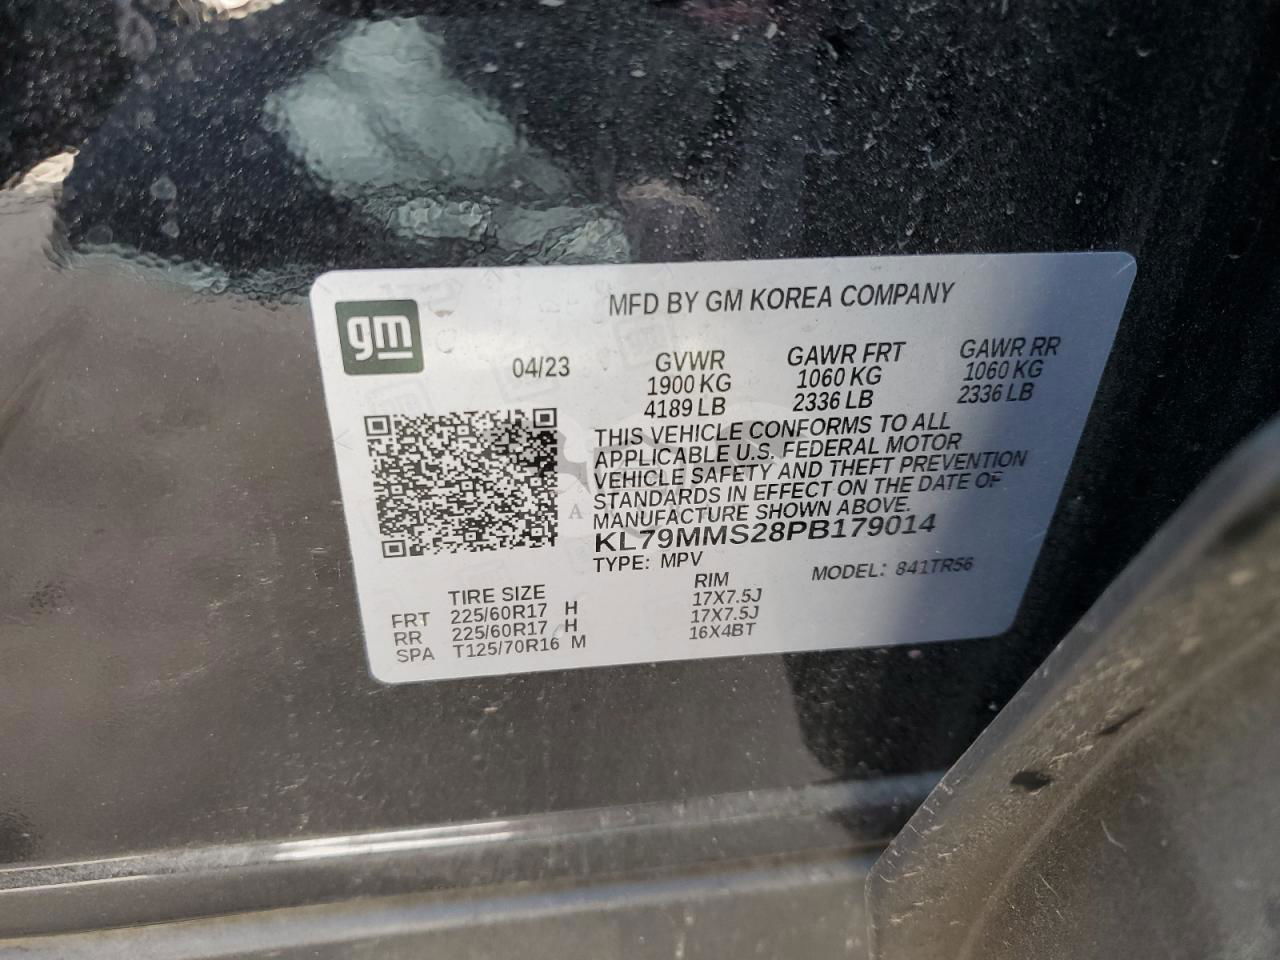 gm
MFD BY GM KOREA COMPANY
04/23
GVWR GAWR FRT GAWR RR
1900 KG 1060 KG 1060 KG
4189 LB 2336 LB 2336 LB
THIS VEHICLE CONFORMS TO ALL
APPLICABLE U.S. FEDERAL MOTOR
VEHICLE SAFETY AND THEFT PREVENTION
STANDARDS IN EFFECT ON THE DATE OF
MANUFACTURE SHOWN ABOVE.
KL79MMS28PB179014
TYPE: MPV MODEL: 841TR56
TIRE SIZE RIM
FRT 225/60R17 H 17X7.5J
RR 225/60R17 H 17X7.5J
SPA T125/70R16 M 16X4BT